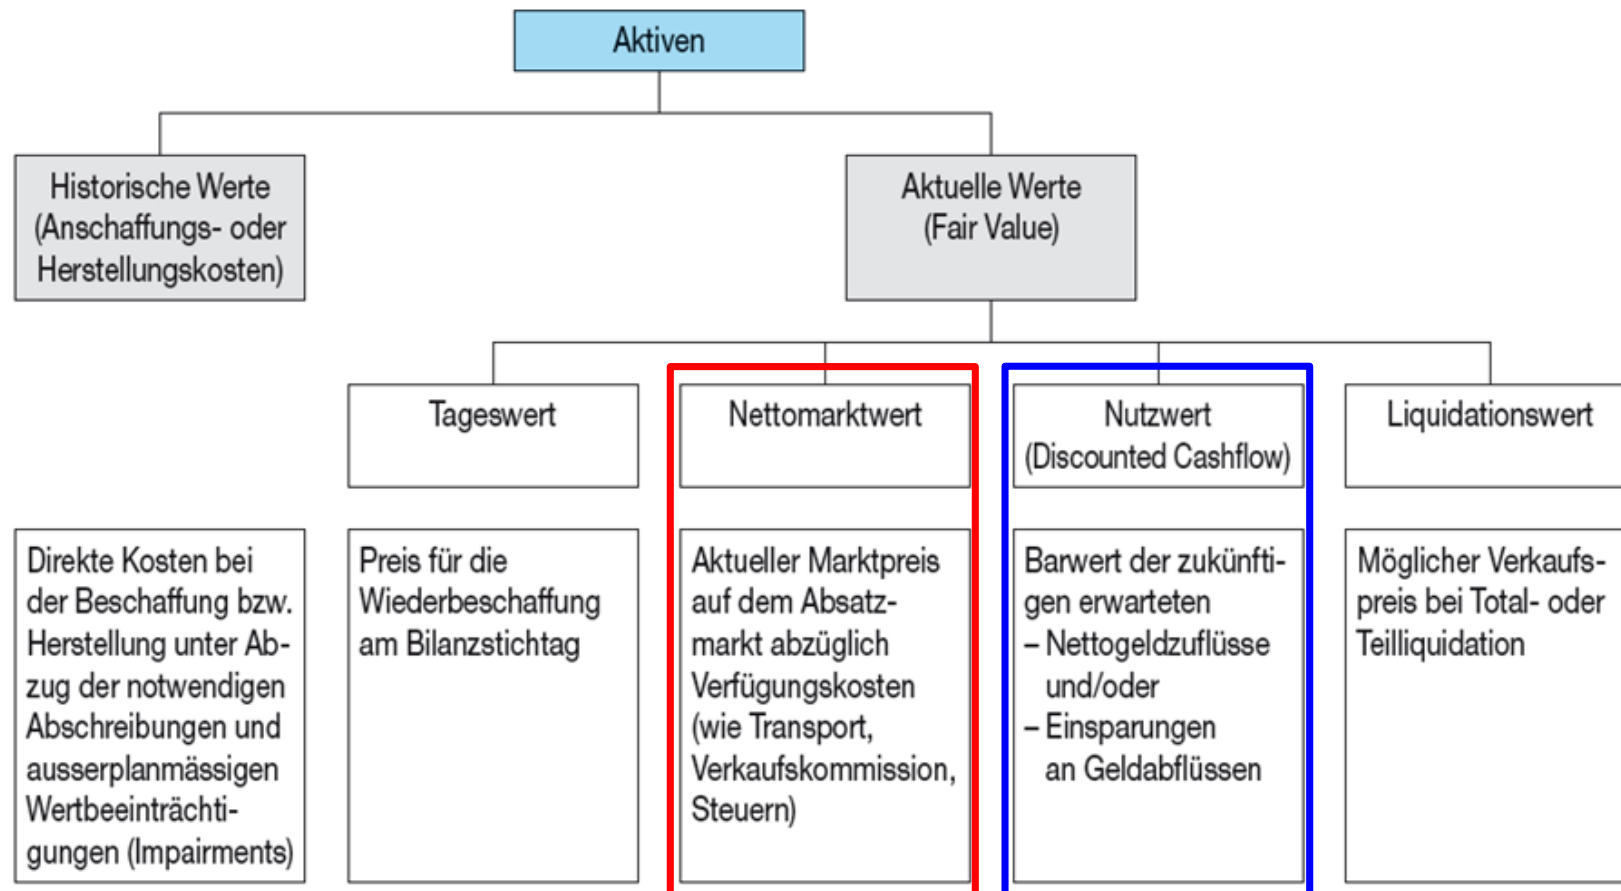 Aktiven
Historische Werte
(Anschaffungs- oder
Herstellungskosten)
Aktuelle Werte
(Fair Value)
Tageswert
Nettomarktwert
Nutzwert
(Discounted Cashflow)
Liquidationswert
Direkte Kosten bei
der Beschaffung bzw.
Herstellung unter Ab-
zug der notwendigen
Abschreibungen und
ausserplanmässigen
Wertbeeinträchti-
gungen (Impairments)
Preis für die
Wiederbeschaffung
am Bilanzstichtag
Aktueller Marktpreis
auf dem Absatz-
markt abzüglich
Verfügungskosten
(wie Transport,
Verkaufskommission,
Steuern)
Barwert der zukünfti-
gen erwarteten
– Nettogeldzuflüsse
und/oder
– Einsparungen
an Geldabflüssen
Möglicher Verkaufs-
preis bei Total- oder
Teilliquidation